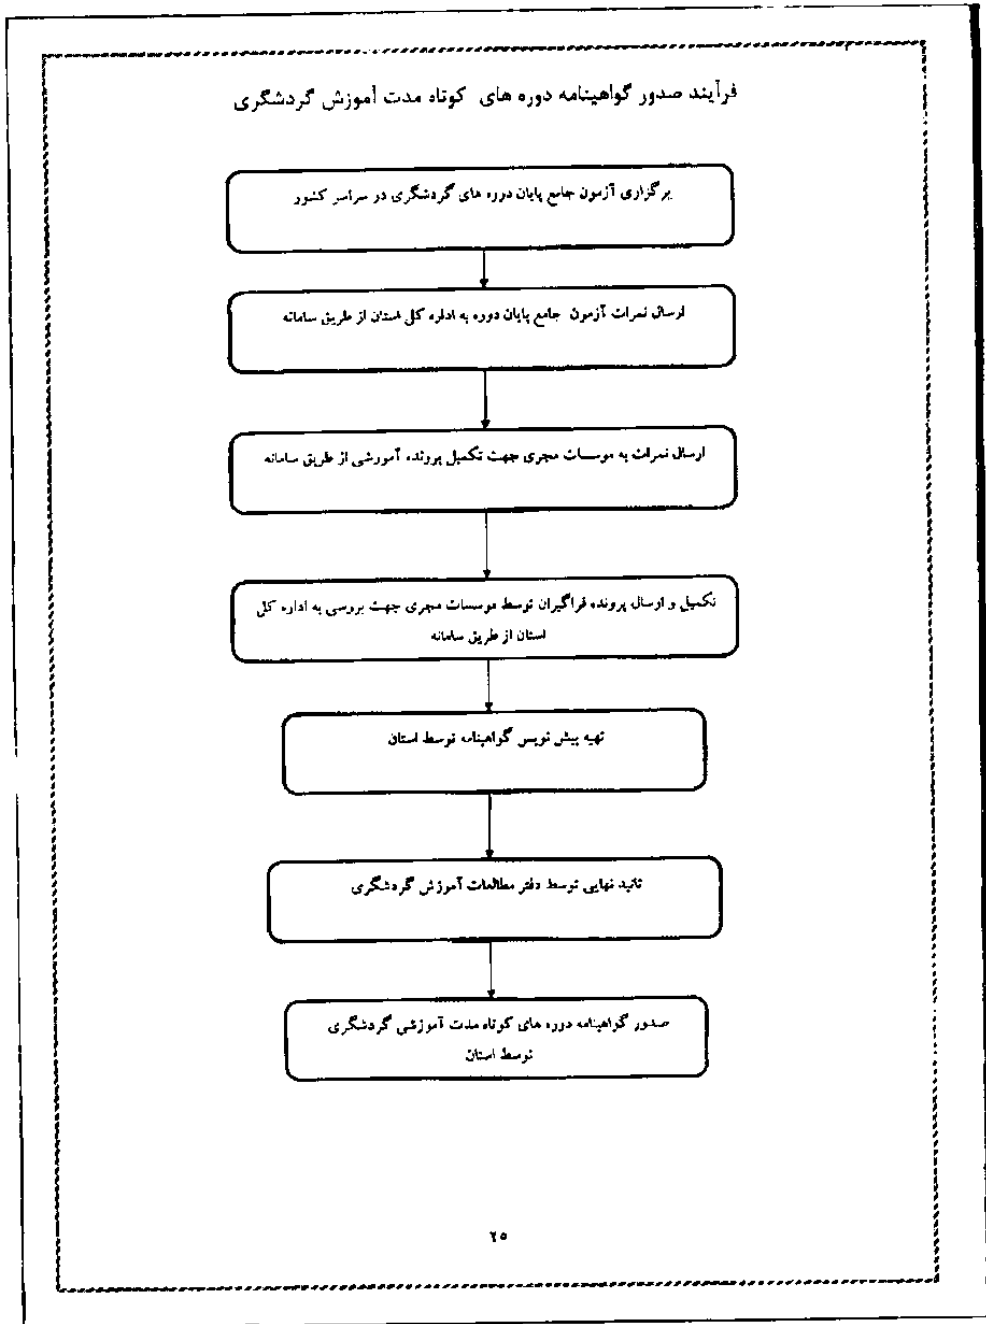 فرآیند صدور گواهینامه دوره های کوتاه مدت آموزش گردشگری
برگزاری آزمون جامع پایان دوره های گردشگری در سراسر کشور
ارسال نمرات آزمون جامع پایان دوره به اداره کل استان از طریق سامانه
ارسال نمرات به موسسات مجری جهت تکمیل پرونده آموزشی از طریق سامانه
تکمیل و ارسال پرونده فراگیران توسط موسسات مجری جهت بررسی به اداره کل
استان از طریق سامانه
تهیه پیش نویس گواهینامه توسط استان
تائید نهایی توسط دفتر مطالعات آموزش گردشگری
صدور گواهینامه دوره های کوتاه مدت آموزشی گردشگری
توسط استان
۲۵